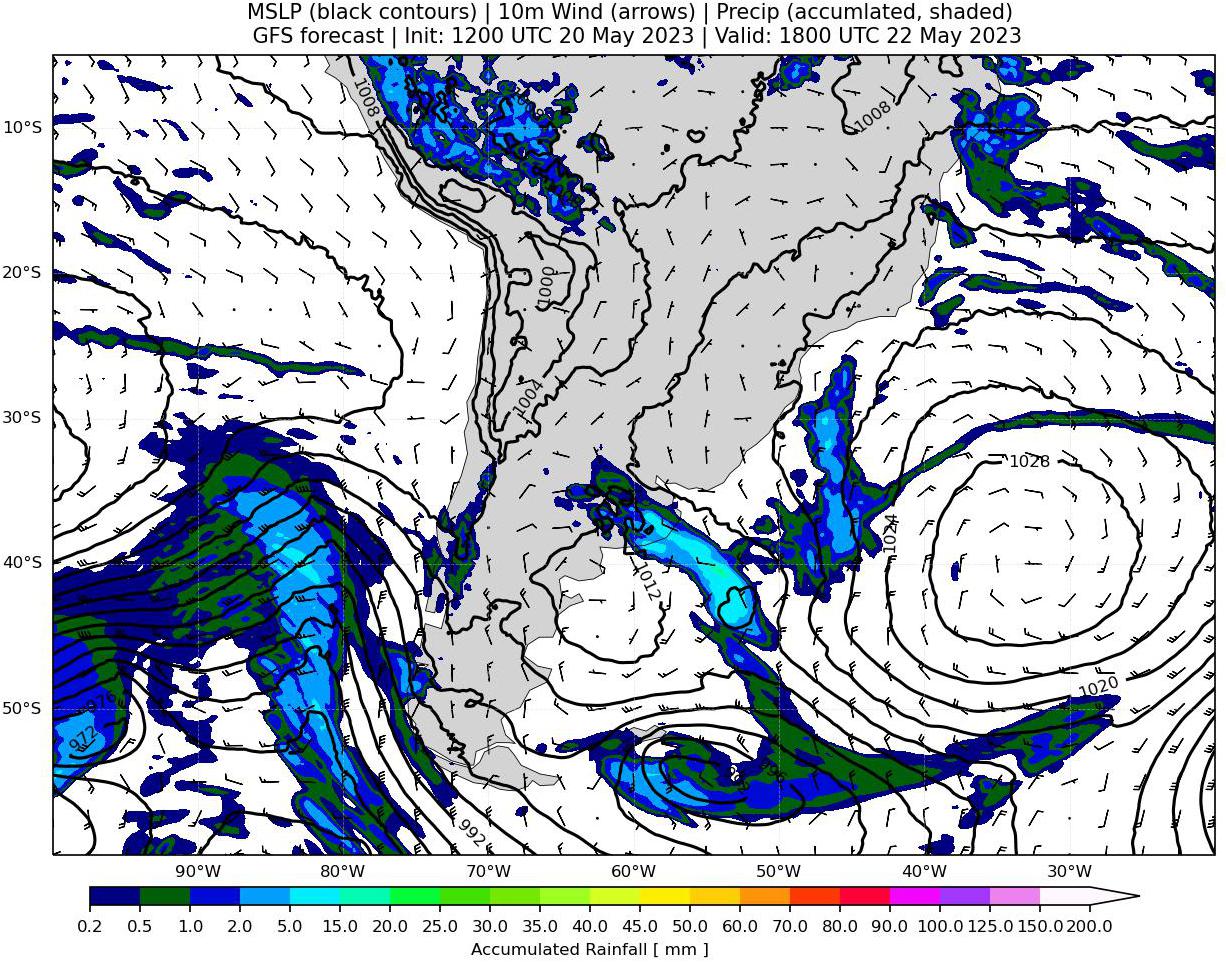 MSLP (black contours) | 10m Wind (arrows) | Precip (accumlated, shaded)
GFS forecast | Init: 1200 UTC 20 May 2023 | Valid: 1800 UTC 22 May 2023
1008
1008
10°S
20°S
1000
1004
30°S
1028
1024
40°S
1012
1020
976
50°S
972
996
992
90°W 80°W 70°W 60°W 50°W 40°W 30°W
0.2 0.5 1.0 2.0 5.0 10.0 15.0 20.0 25.0 30.0 35.0 40.0 45.0 50.0 60.0 70.0 80.0 90.0 100.0 125.0 150.0 200.0
Accumulated Rainfall [ mm ]